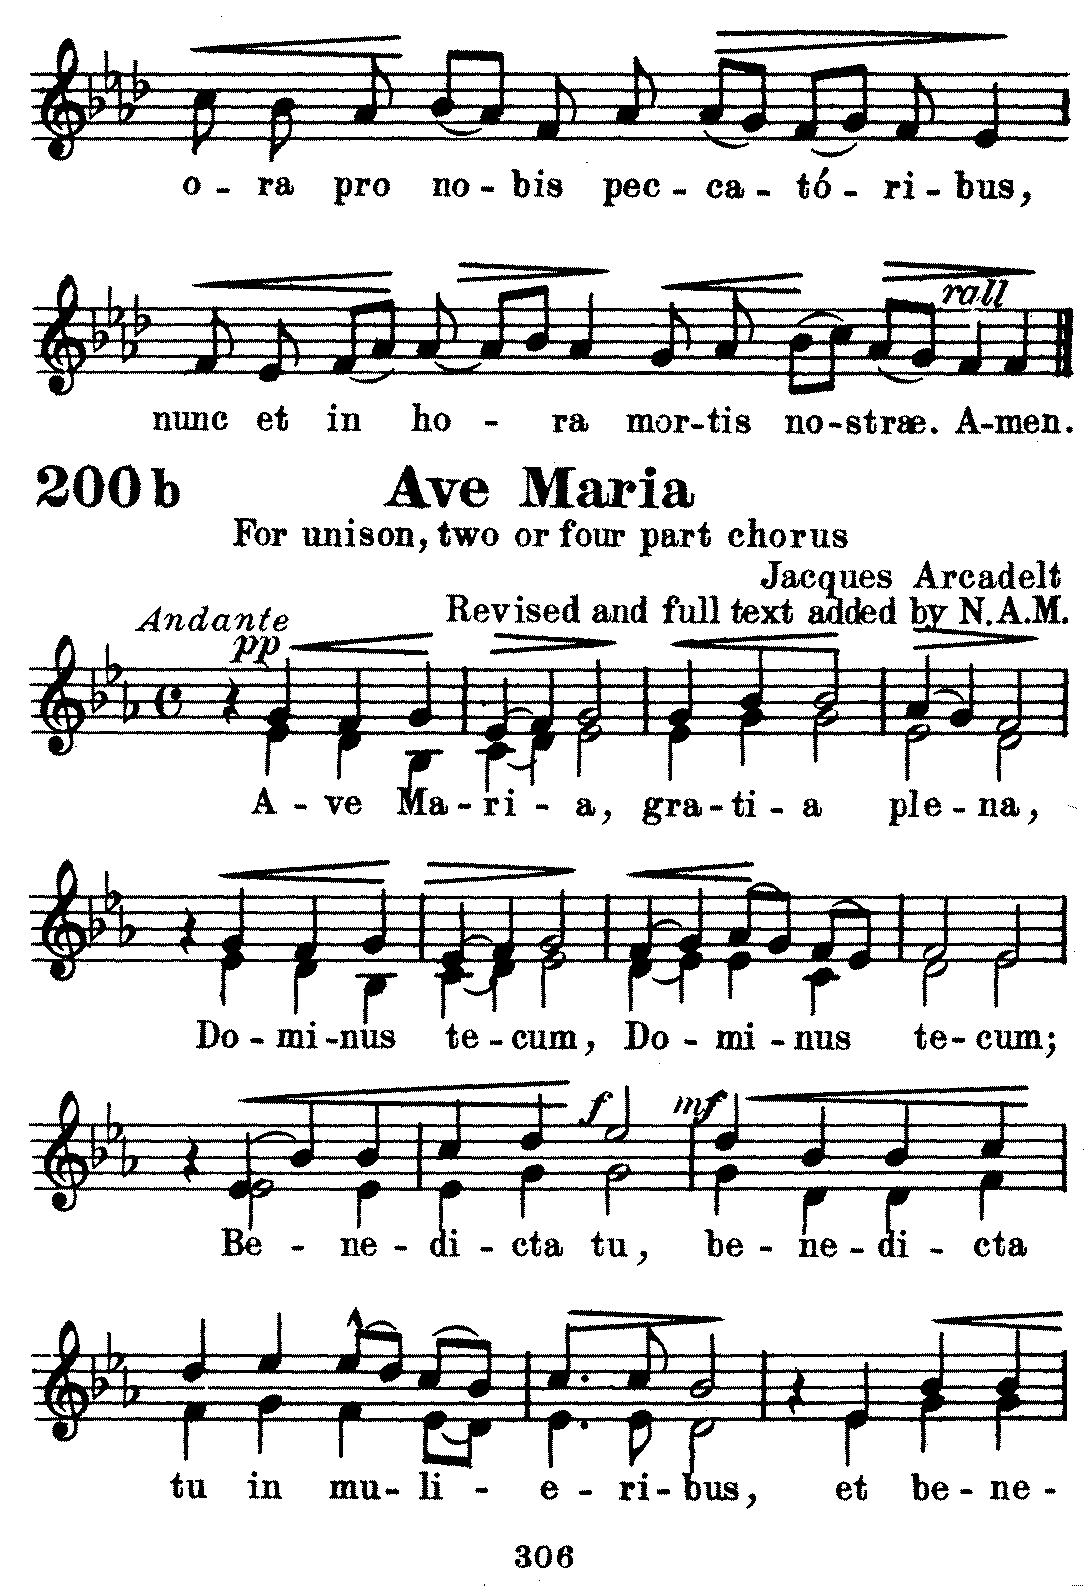 o - ra pro no - bis pec - ca - tó - ri - bus,
rall
nunc et in ho - ra mor-tis no-stræ. A-men.
200b Ave Maria
For unison, two or four part chorus
Jacques Arcadelt
Andante Revised and full text added by N.A.M.
pp
A - ve Ma - ri - a, gra - ti - a ple - na,
Do - mi - nus te - cum, Do - mi - nus te - cum;
f mf
Be - ne - di - cta tu, be - ne - di - cta
tu in mu - li - e - ri - bus, et be - ne -
306